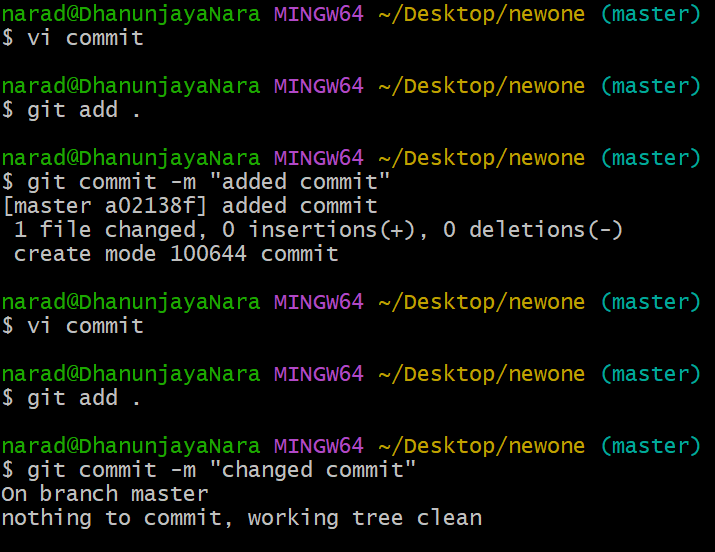 narad@DhanunjayaNara MINGW64 ~/Desktop/newone (master)
$ vi commit
narad@DhanunjayaNara MINGW64 ~/Desktop/newone (master)
$ git add .
narad@DhanunjayaNara MINGW64 ~/Desktop/newone (master)
$ git commit -m "added commit"
[master a02138f] added commit
1 file changed, 0 insertions(+), 0 deletions(-)
create mode 100644 commit
narad@DhanunjayaNara MINGW64 ~/Desktop/newone (master)
$ vi commit
narad@DhanunjayaNara MINGW64 ~/Desktop/newone (master)
$ git add .
narad@DhanunjayaNara MINGW64 ~/Desktop/newone (master)
$ git commit -m "changed commit"
On branch master
nothing to commit, working tree clean